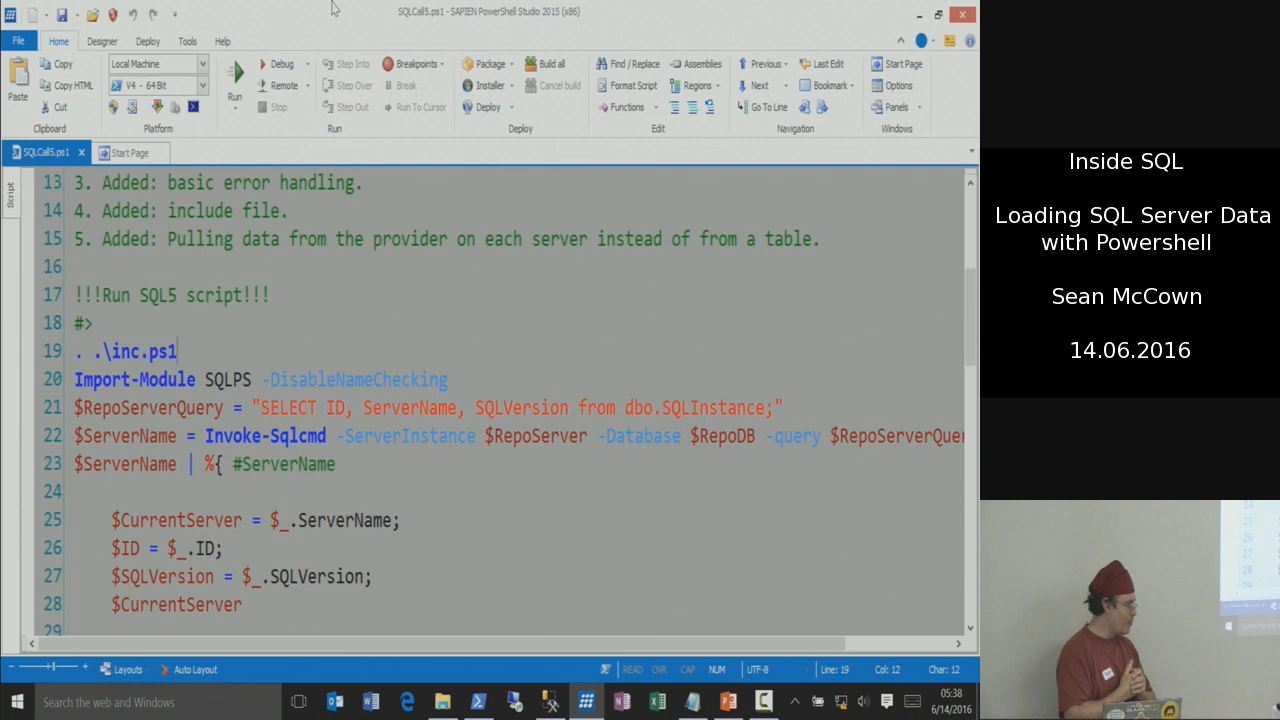 SQLCall5.ps1 - SAPIEN PowerShell Studio 2015 (x86)
File Home Designer Deploy Tools Help
Paste Copy Copy HTML Cut Clipboard
Local Machine V4 - 64 Bit Platform
Run Debug Remote Stop Step Into Step Over Step Out Breakpoints Break Run To Cursor Run
Package Installer Deploy Build all Cancel build Deploy
Find / Replace Format Script Functions Assemblies Regions Edit
Previous Next Go To Line Last Edit Bookmark Navigation
Start Page Options Panels Windows
SQLCall5.ps1 Start Page
Script
13 3. Added: basic error handling.
14 4. Added: include file.
15 5. Added: Pulling data from the provider on each server instead of from a table.
16
17 !!!Run SQL5 script!!!
18 #>
19 . .\inc.ps1
20 Import-Module SQLPS -DisableNameChecking
21 $RepoServerQuery = "SELECT ID, ServerName, SQLVersion from dbo.SQLInstance;"
22 $ServerName = Invoke-Sqlcmd -ServerInstance $RepoServer -Database $RepoDB -query $RepoServerQuer
23 $ServerName | %{ #ServerName
24
25 $CurrentServer = $_.ServerName;
26 $ID = $_.ID;
27 $SQLVersion = $_.SQLVersion;
28 $CurrentServer
29
Layouts Auto Layout READ OVR CAP NUM UTF-8 Line: 19 Col: 12 Char: 12
Search the web and Windows
05:38
6/14/2016
Inside SQL
Loading SQL Server Data
with Powershell
Sean McCown
14.06.2016
25
26
27
28